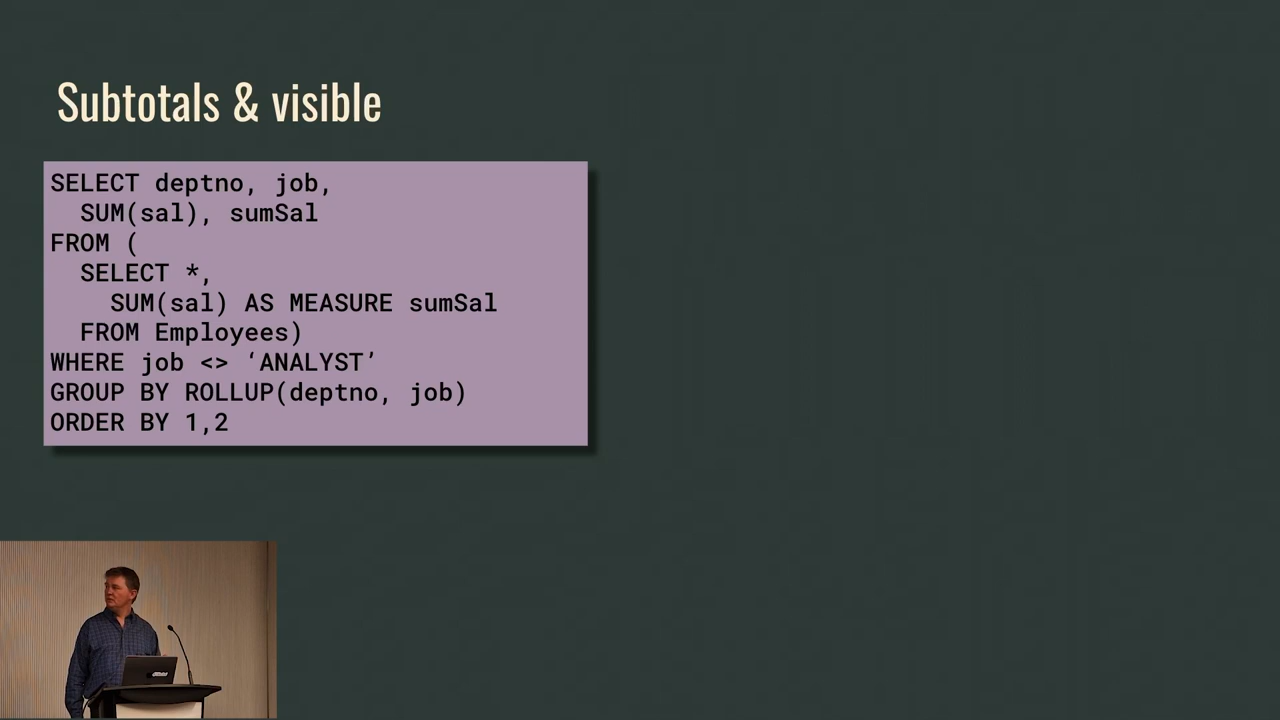 Subtotals & visible
SELECT deptno, job,
  SUM(sal), sumSal
FROM (
  SELECT *,
    SUM(sal) AS MEASURE sumSal
  FROM Employees)
WHERE job <> ‘ANALYST’
GROUP BY ROLLUP(deptno, job)
ORDER BY 1,2